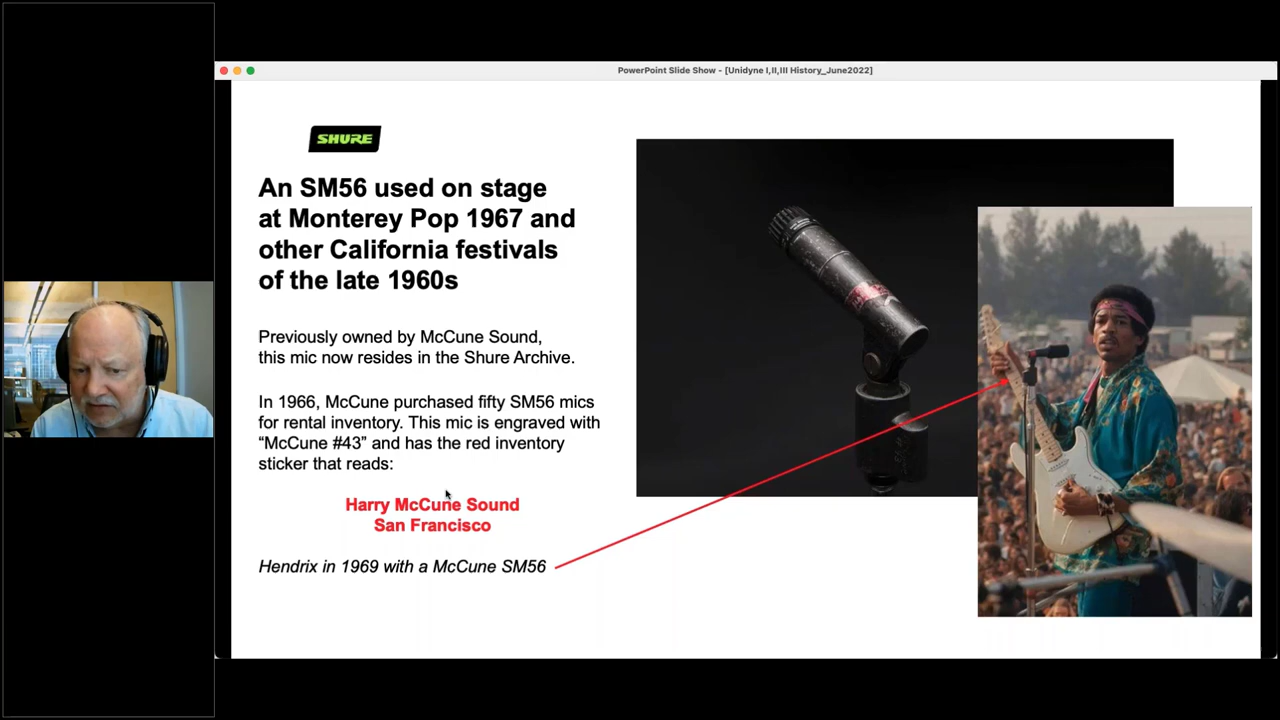 PowerPoint Slide Show - [Unidyne I,II,III History_June2022]
SHURE
An SM56 used on stage
at Monterey Pop 1967 and
other California festivals
of the late 1960s
Previously owned by McCune Sound,
this mic now resides in the Shure Archive.
In 1966, McCune purchased fifty SM56 mics
for rental inventory. This mic is engraved with
“McCune #43” and has the red inventory
sticker that reads:
Harry McCune Sound
San Francisco
Hendrix in 1969 with a McCune SM56